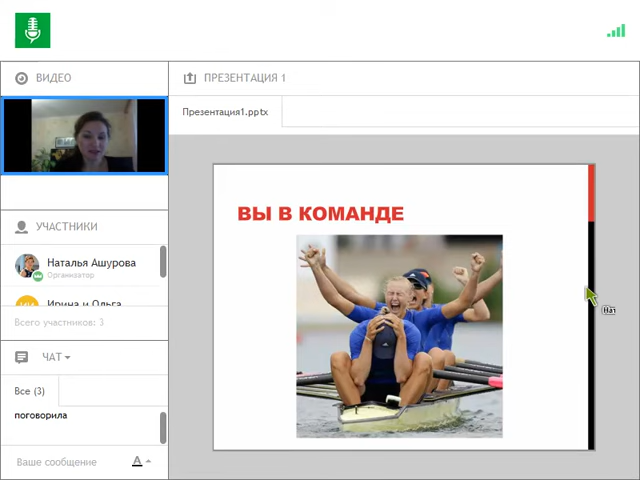 ВИДЕО
ПРЕЗЕНТАЦИЯ 1
Презентация1.pptx
ВЫ В КОМАНДЕ
УЧАСТНИКИ
Наталья Ашурова
Организатор
Ирина и Ольга
Всего участников: 3
ЧАТ
Все (3)
поговорила
Ваше сообщение
A
Нат